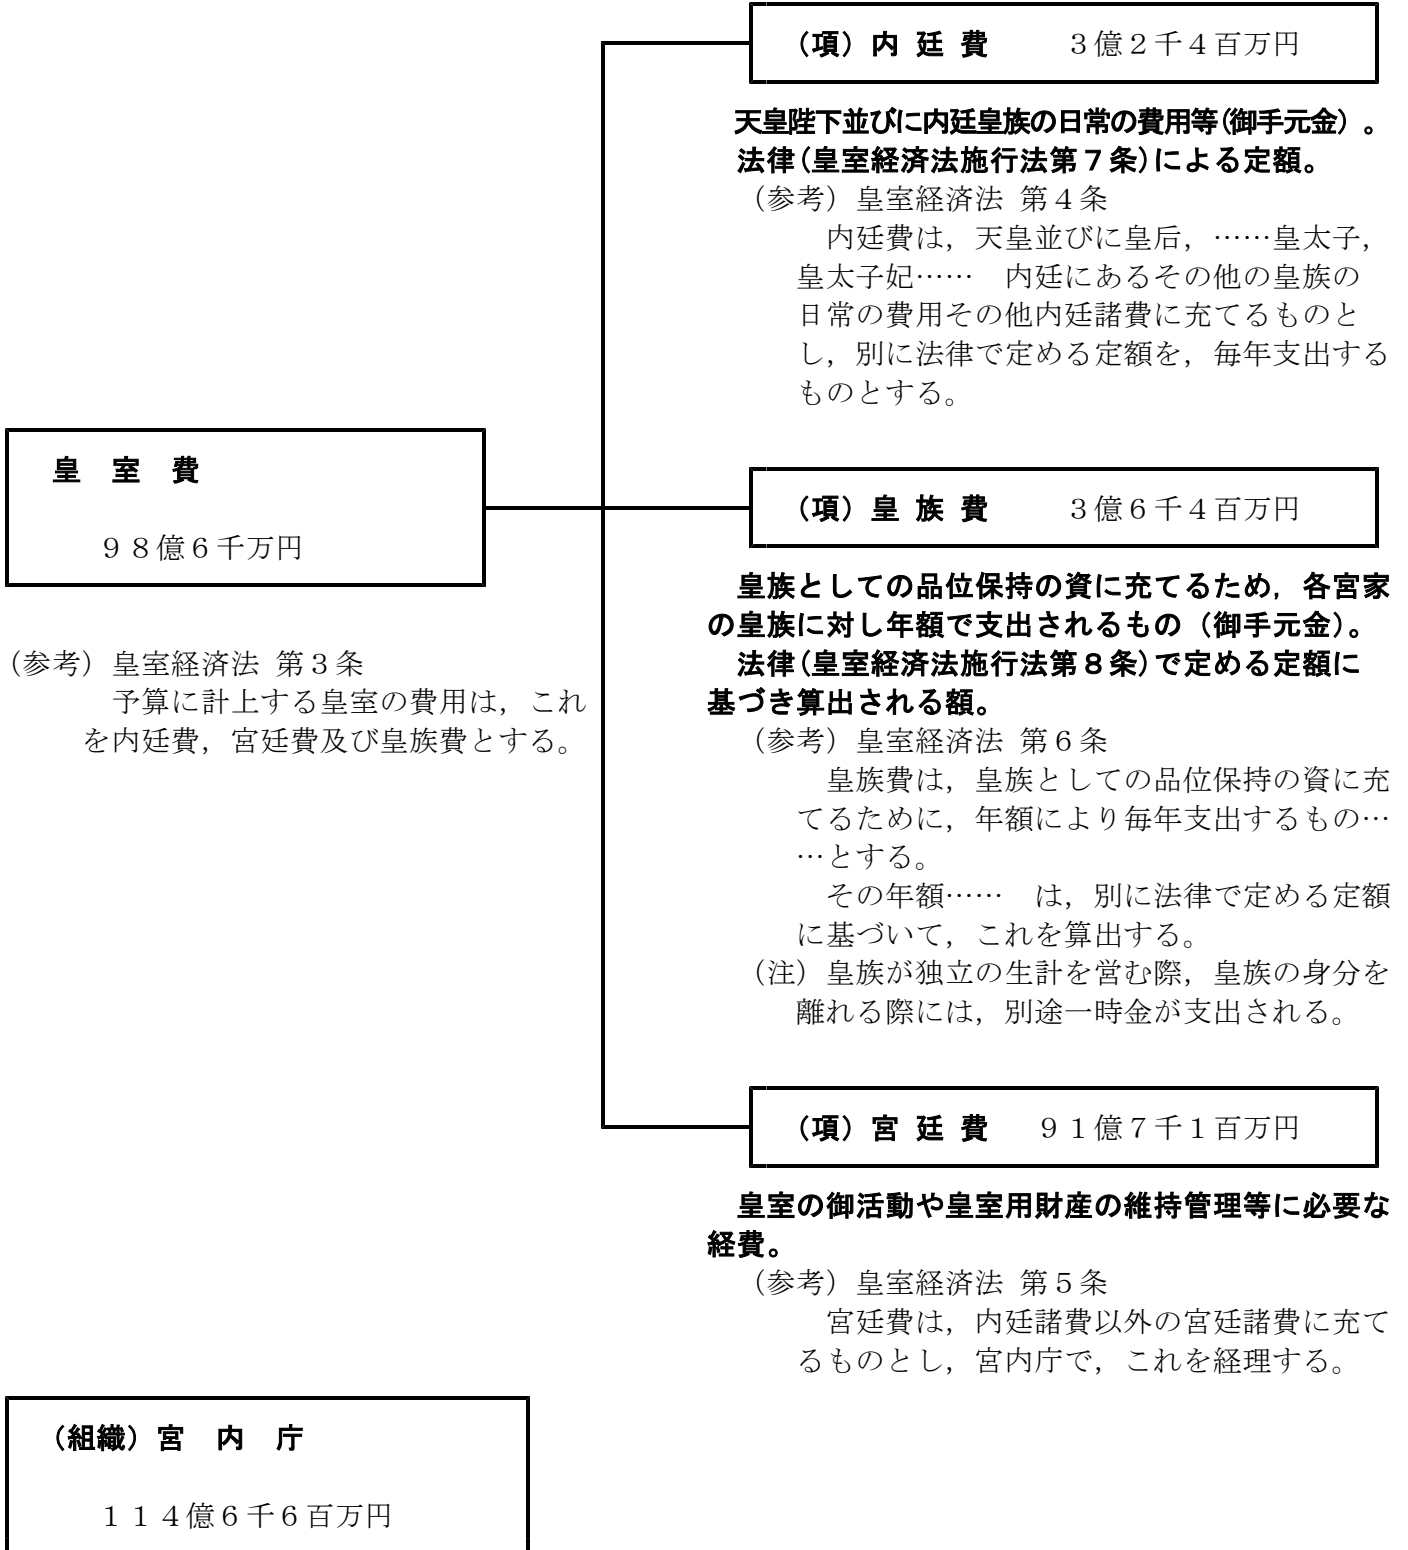 （項）内 廷 費　　３億２千４百万円
天皇陛下並びに内廷皇族の日常の費用等(御手元金）。
法律(皇室経済法施行法第７条)による定額。
（参考）皇室経済法 第４条
内廷費は，天皇並びに皇后，……皇太子，
皇太子妃……　内廷にあるその他の皇族の
日常の費用その他内廷諸費に充てるものと
し，別に法律で定める定額を，毎年支出する
ものとする。
皇　室　費
９８億６千万円
（参考）皇室経済法 第３条
予算に計上する皇室の費用は，これ
を内廷費，宮廷費及び皇族費とする。
（項）皇 族 費　　３億６千４百万円
皇族としての品位保持の資に充てるため，各宮家
の皇族に対し年額で支出されるもの（御手元金）。
法律(皇室経済法施行法第８条)で定める定額に
基づき算出される額。
（参考）皇室経済法 第６条
皇族費は，皇族としての品位保持の資に充
てるために，年額により毎年支出するもの…
…とする。
その年額……　は，別に法律で定める定額
に基づいて，これを算出する。
（注）皇族が独立の生計を営む際，皇族の身分を
離れる際には，別途一時金が支出される。
（項）宮 廷 費　９１億７千１百万円
皇室の御活動や皇室用財産の維持管理等に必要な
経費。
（参考）皇室経済法 第５条
宮廷費は，内廷諸費以外の宮廷諸費に充て
るものとし，宮内庁で，これを経理する。
（組織）宮　内　庁
１１４億６千６百万円